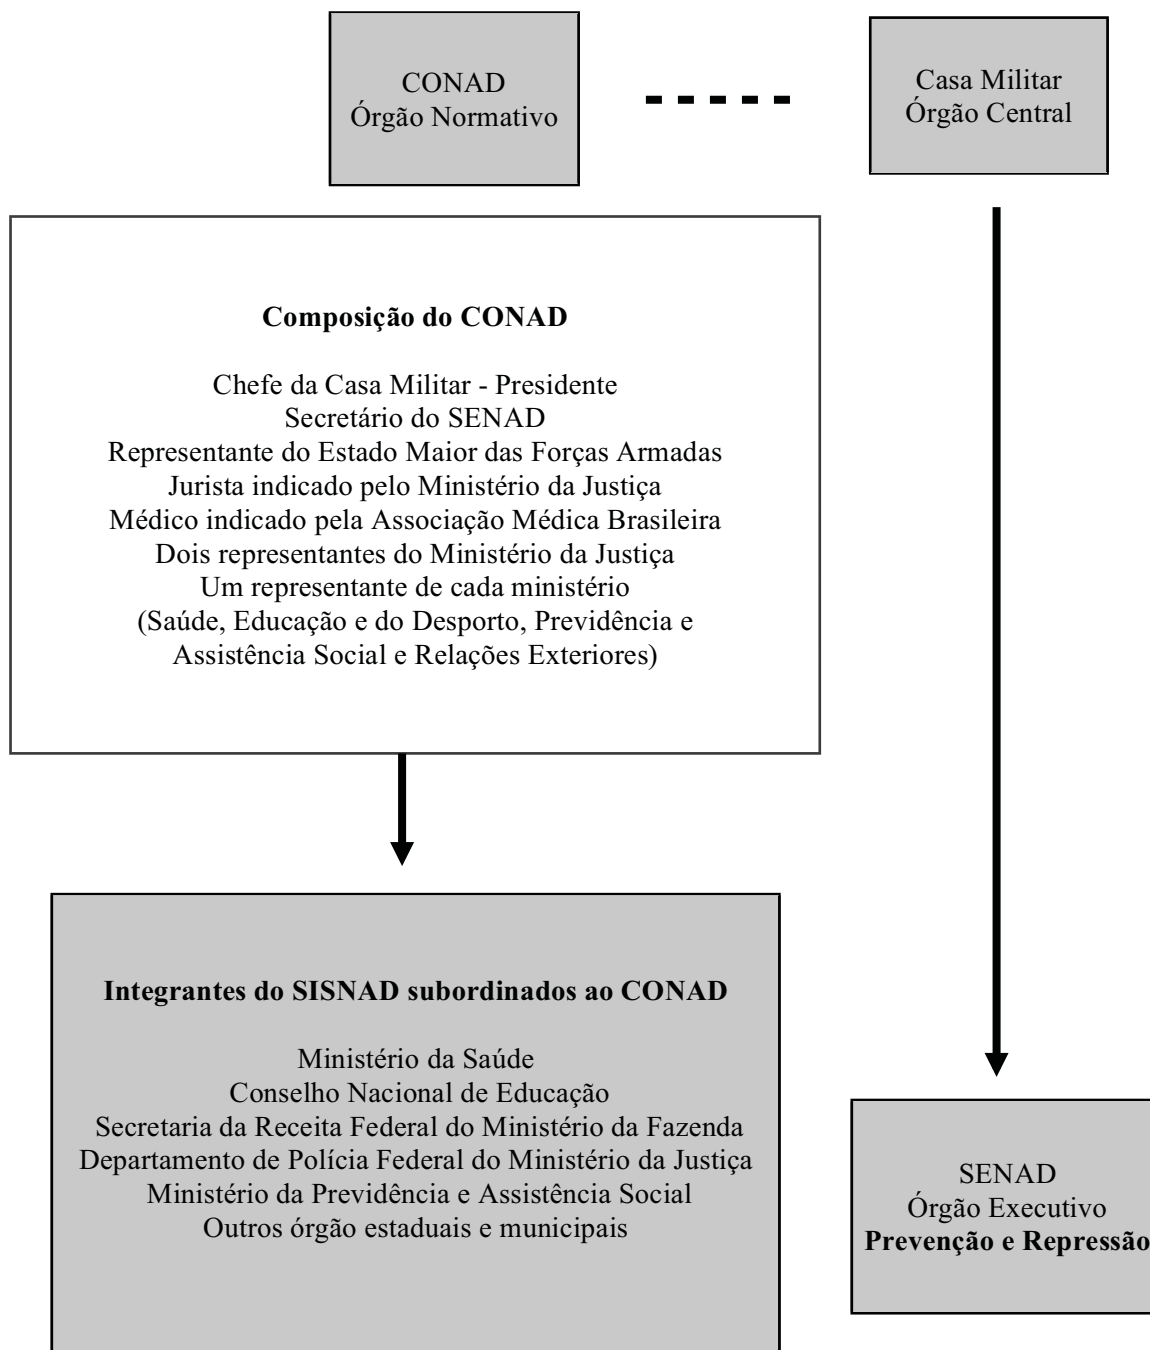 CONAD
Órgão Normativo
Casa Militar
Órgão Central
Composição do CONAD
Chefe da Casa Militar - Presidente
Secretário do SENAD
Representante do Estado Maior das Forças Armadas
Jurista indicado pelo Ministério da Justiça
Médico indicado pela Associação Médica Brasileira
Dois representantes do Ministério da Justiça
Um representante de cada ministério
(Saúde, Educação e do Desporto, Previdência e
Assistência Social e Relações Exteriores)
Integrantes do SISNAD subordinados ao CONAD
Ministério da Saúde
Conselho Nacional de Educação
Secretaria da Receita Federal do Ministério da Fazenda
Departamento de Polícia Federal do Ministério da Justiça
Ministério da Previdência e Assistência Social
Outros órgão estaduais e municipais
SENAD
Órgão Executivo
Prevenção e Repressão